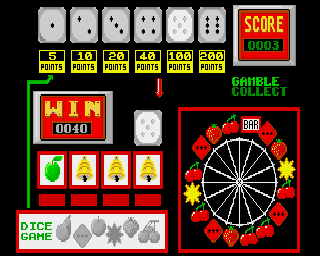 SCORE
0003
5 10 20 40 100 200
POINTS POINTS POINTS POINTS POINTS POINTS
GAMBLE
COLLECT
WIN
0040
BAR
DICE
GAME